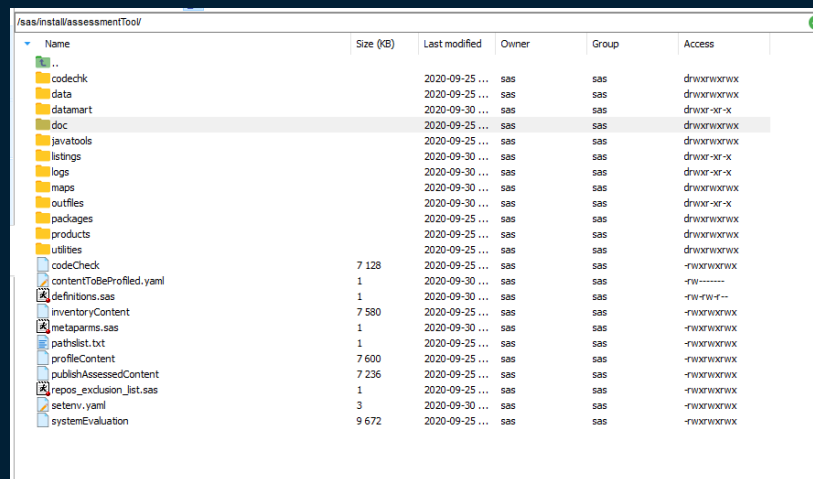 /sas/install/assessmentTool/
Name Size (KB) Last modified Owner Group Access
..
codechk 2020-09-25 ... sas sas drwxrwxrwx
data 2020-09-25 ... sas sas drwxrwxrwx
datamart 2020-09-30 ... sas sas drwxr-xr-x
doc 2020-09-25 ... sas sas drwxrwxrwx
javatools 2020-09-25 ... sas sas drwxrwxrwx
listings 2020-09-30 ... sas sas drwxr-xr-x
logs 2020-09-30 ... sas sas drwxr-xr-x
maps 2020-09-25 ... sas sas drwxrwxrwx
outfiles 2020-09-30 ... sas sas drwxr-xr-x
packages 2020-09-25 ... sas sas drwxrwxrwx
products 2020-09-25 ... sas sas drwxrwxrwx
utilities 2020-09-25 ... sas sas drwxrwxrwx
codeCheck 7 128 2020-09-25 ... sas sas -rwxrwxrwx
contentToBeProfiled.yaml 1 2020-09-30 ... sas sas -rw-------
definitions.sas 1 2020-09-30 ... sas sas -rw-rw-r--
inventoryContent 7 580 2020-09-25 ... sas sas -rwxrwxrwx
metaparms.sas 1 2020-09-25 ... sas sas -rwxrwxrwx
pathslist.txt 1 2020-09-25 ... sas sas -rwxrwxrwx
profileContent 7 600 2020-09-25 ... sas sas -rwxrwxrwx
publishAssessedContent 7 236 2020-09-25 ... sas sas -rwxrwxrwx
repos_exclusion_list.sas 1 2020-09-25 ... sas sas -rwxrwxrwx
setenv.yaml 3 2020-09-30 ... sas sas -rwxrwxrwx
systemEvaluation 9 672 2020-09-25 ... sas sas -rwxrwxrwx